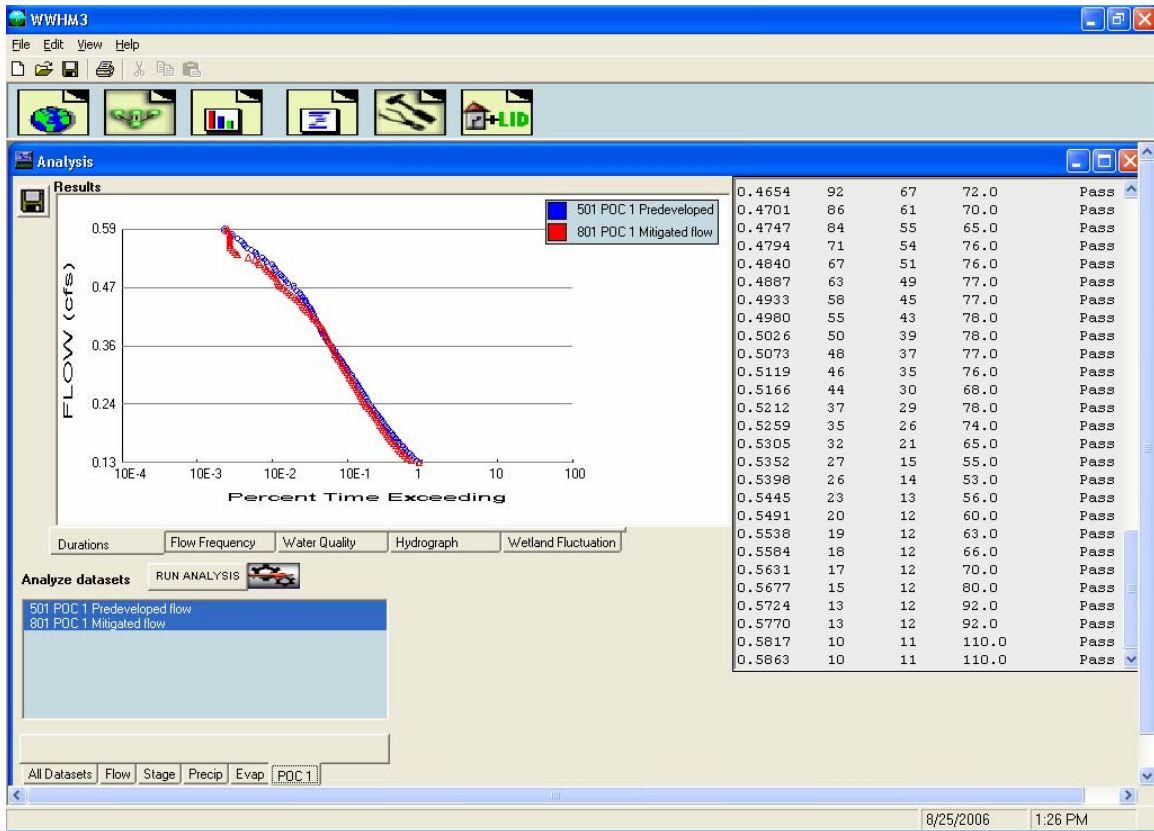 WWHM3
File Edit View Help
+LID
Analysis
Results
501 POC 1 Predeveloped
801 POC 1 Mitigated flow
FLOW (cfs)
0.59
0.47
0.36
0.24
0.13
10E-4 10E-3 10E-2 10E-1 1 10 100
Percent Time Exceeding
Durations Flow Frequency Water Quality Hydrograph Wetland Fluctuation
Analyze datasets RUN ANALYSIS
501 POC 1 Predeveloped flow
801 POC 1 Mitigated flow
All Datasets Flow Stage Precip Evap POC 1
0.4654 92 67 72.0 Pass
0.4701 86 61 70.0 Pass
0.4747 84 55 65.0 Pass
0.4794 71 54 76.0 Pass
0.4840 67 51 76.0 Pass
0.4887 63 49 77.0 Pass
0.4933 58 45 77.0 Pass
0.4980 55 43 78.0 Pass
0.5026 50 39 78.0 Pass
0.5073 48 37 77.0 Pass
0.5119 46 35 76.0 Pass
0.5166 44 30 68.0 Pass
0.5212 37 29 78.0 Pass
0.5259 35 26 74.0 Pass
0.5305 32 21 65.0 Pass
0.5352 27 15 55.0 Pass
0.5398 26 14 53.0 Pass
0.5445 23 13 56.0 Pass
0.5491 20 12 60.0 Pass
0.5538 19 12 63.0 Pass
0.5584 18 12 66.0 Pass
0.5631 17 12 70.0 Pass
0.5677 15 12 80.0 Pass
0.5724 13 12 92.0 Pass
0.5770 13 12 92.0 Pass
0.5817 10 11 110.0 Pass
0.5863 10 11 110.0 Pass
8/25/2006 1:26 PM